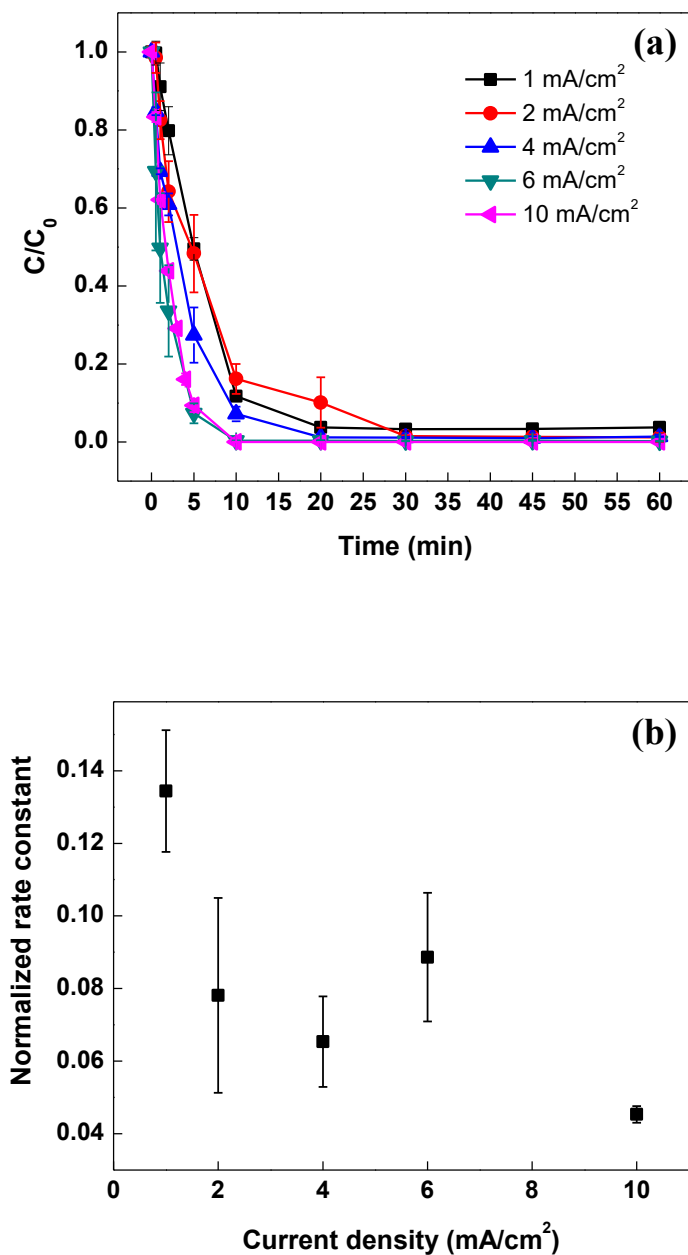 (a)
1 mA/cm²
2 mA/cm²
4 mA/cm²
6 mA/cm²
10 mA/cm²
1.0
0.8
0.6
0.4
0.2
0.0
C/C₀
0 5 10 15 20 25 30 35 40 45 50 55 60
Time (min)
(b)
0.14
0.12
0.10
0.08
0.06
0.04
Normalized rate constant
0 2 4 6 8 10
Current density (mA/cm²)